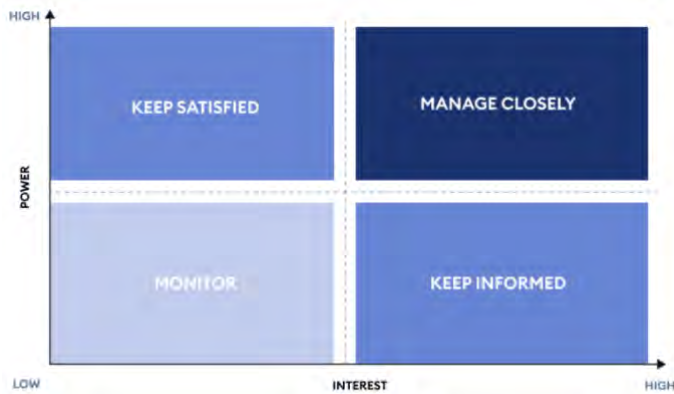 HIGH
KEEP SATISFIED
MANAGE CLOSELY
POWER
MONITOR
KEEP INFORMED
LOW
INTEREST
HIGH